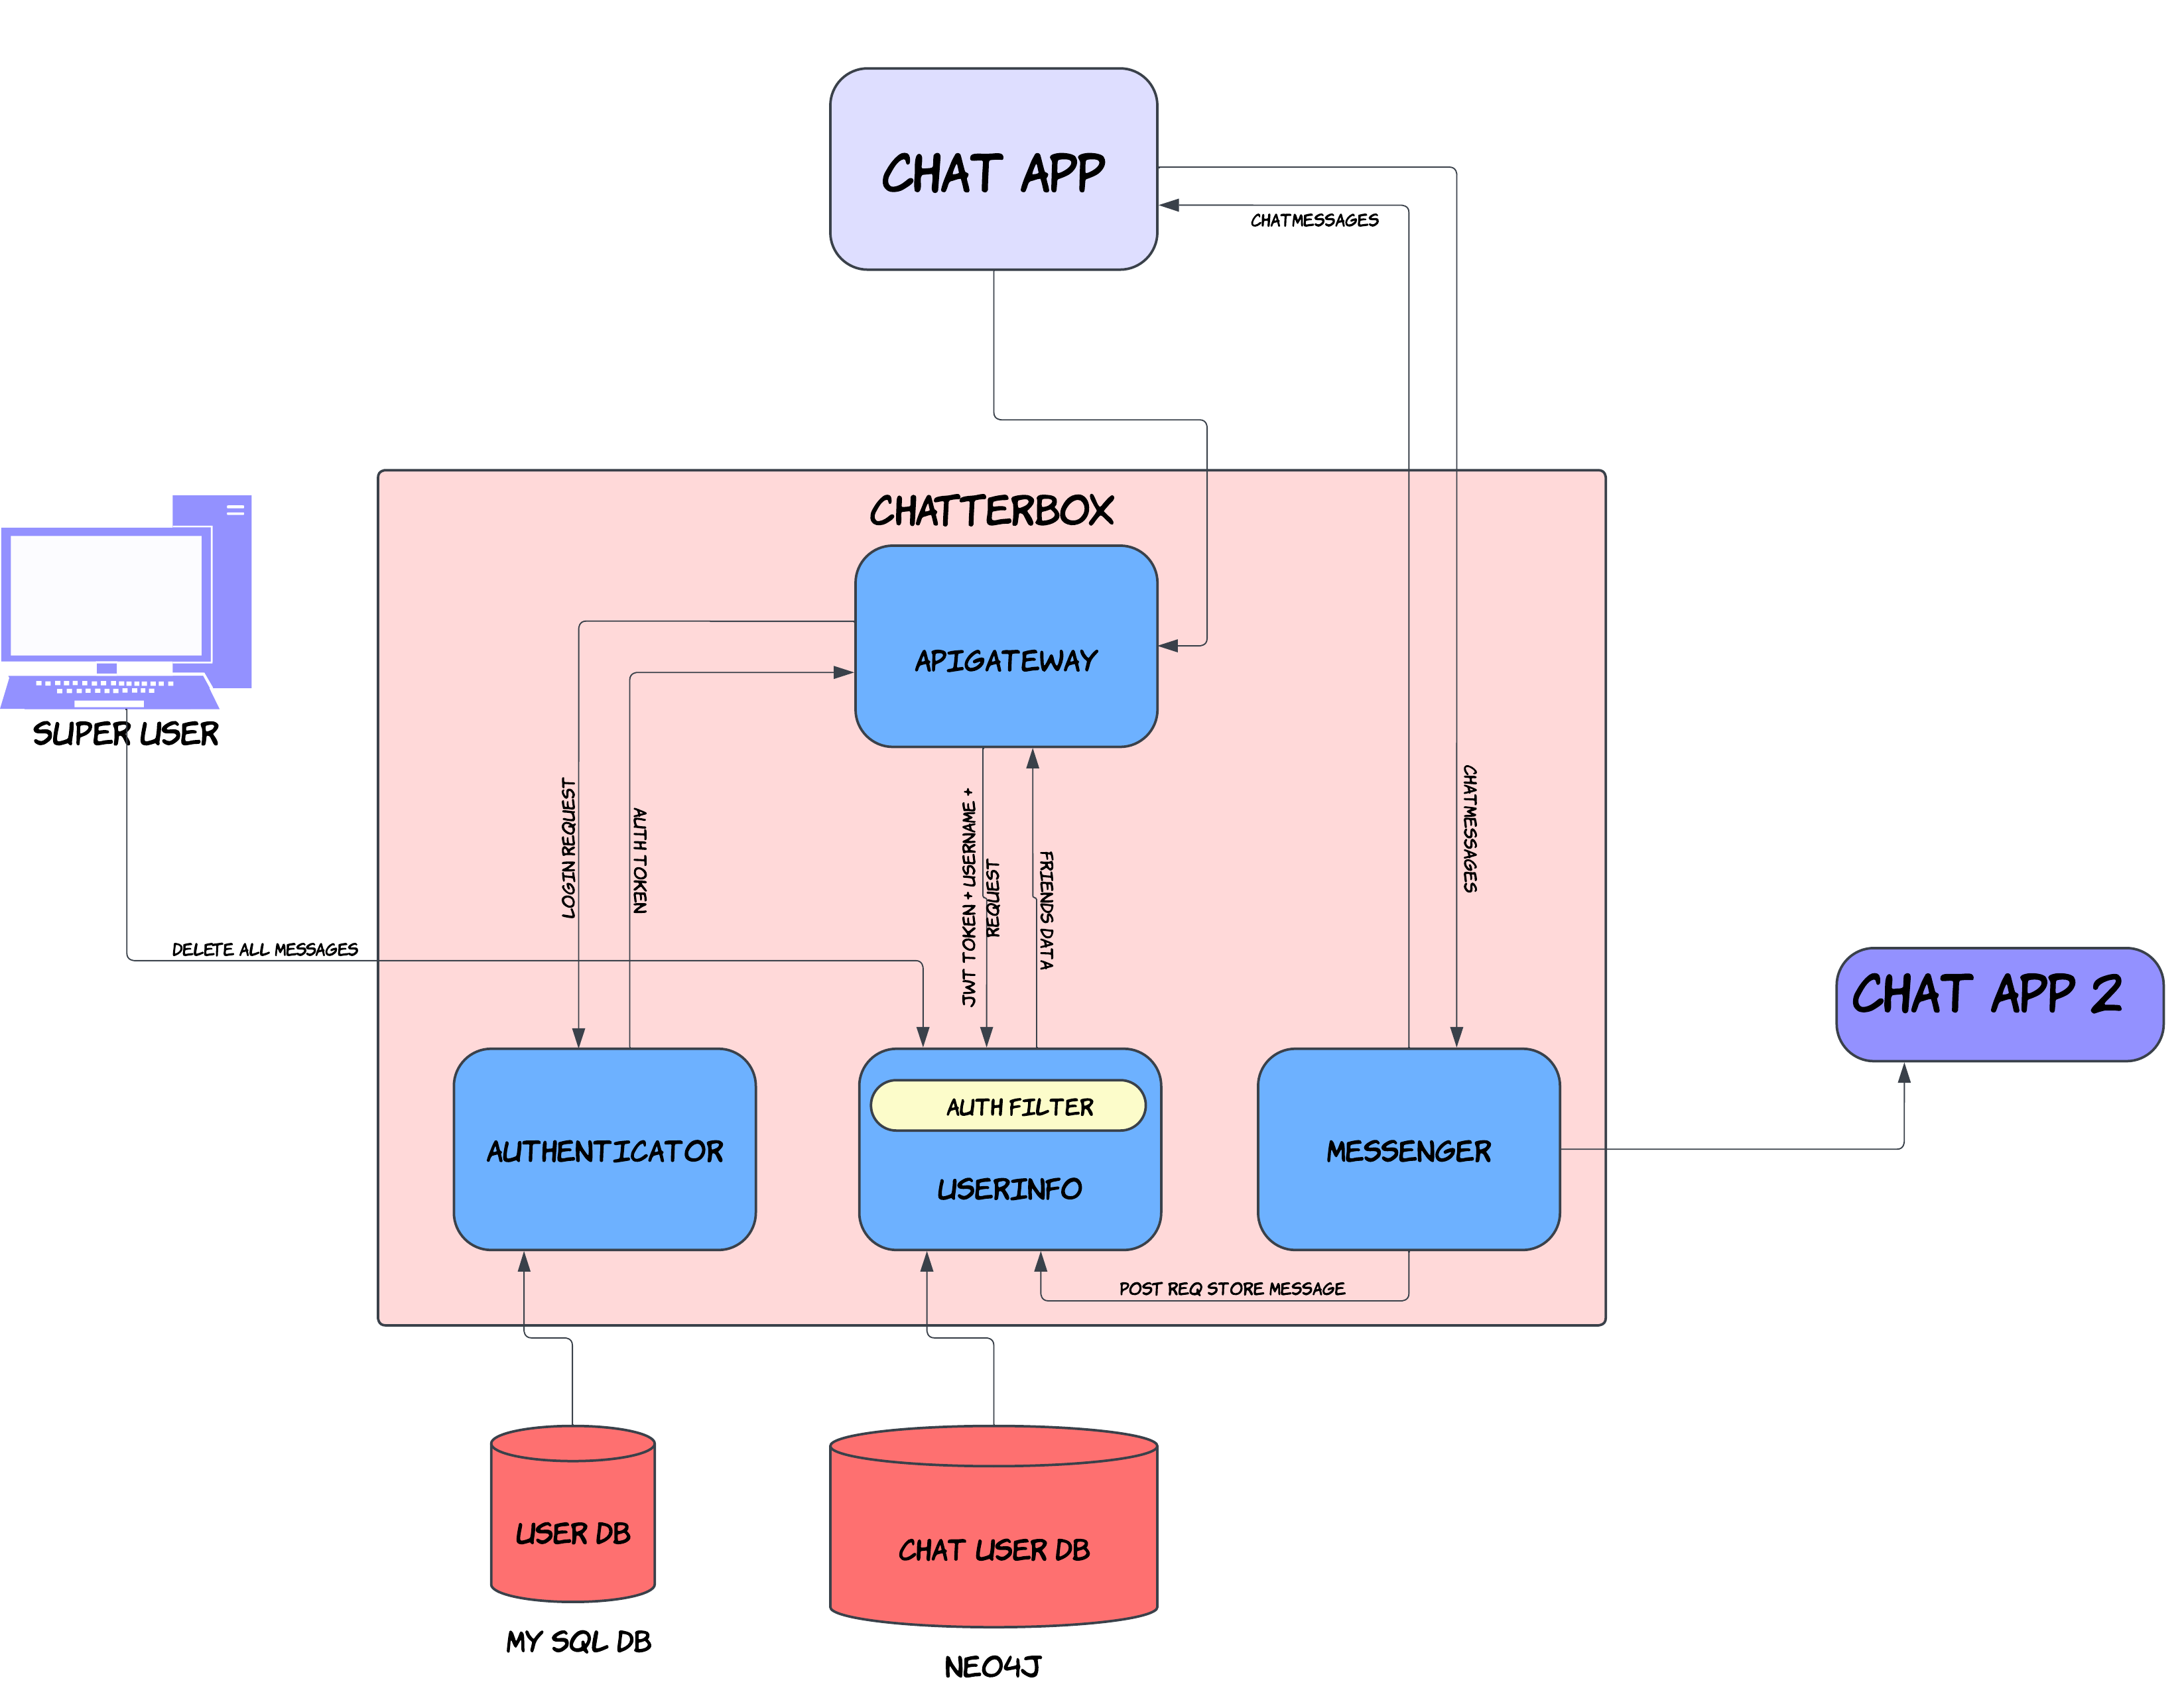 CHAT APP
CHATMESSAGES
CHATTERBOX
APIGATEWAY
SUPER USER
LOGIN REQUEST
AUTH TOKEN
JWT TOKEN + USERNAME +
REQUEST
FRIENDS DATA
CHATMESSAGES
DELETE ALL MESSAGES
CHAT APP 2
AUTH FILTER
AUTHENTICATOR
USERINFO
MESSENGER
POST REQ STORE MESSAGE
USER DB
CHAT USER DB
MY SQL DB
NEO4J